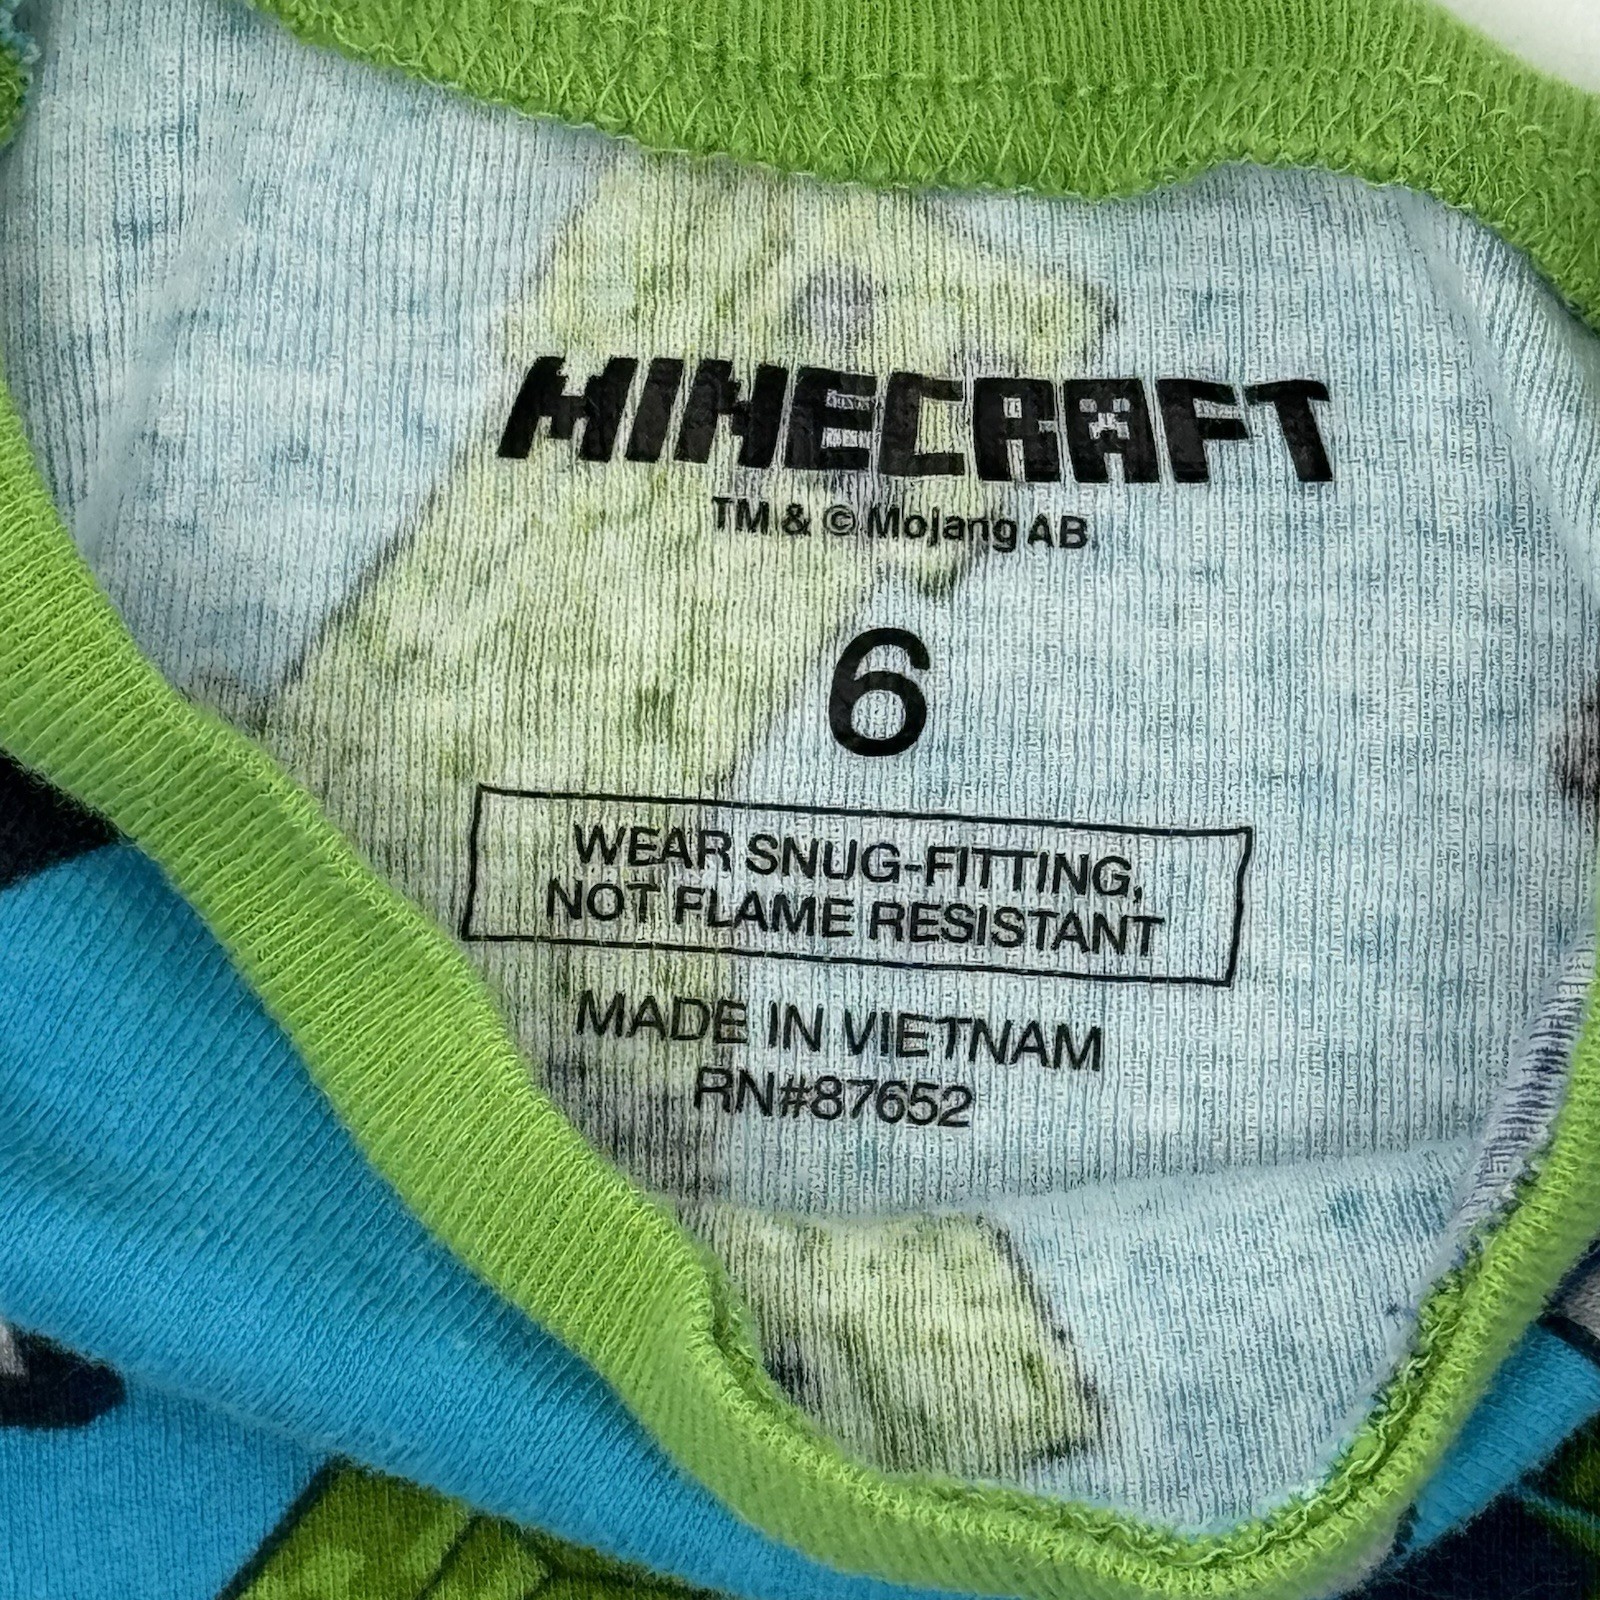 MINECRAFT
TM & © Mojang AB
6
WEAR SNUG-FITTING,
NOT FLAME RESISTANT
MADE IN VIETNAM
RN#87652